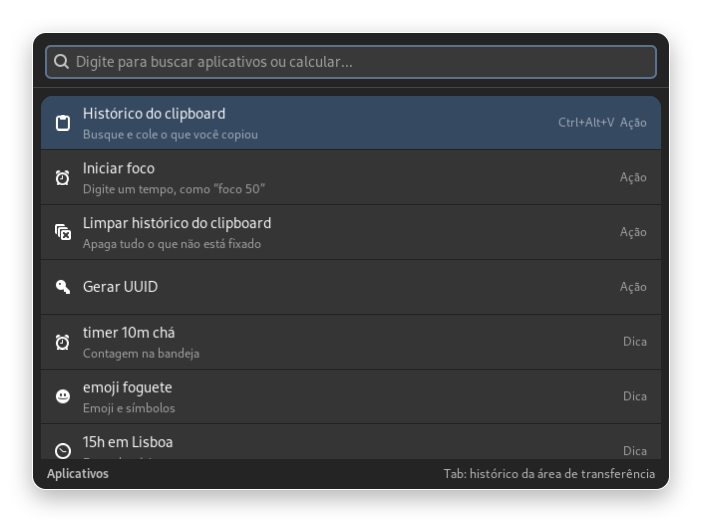 Digite para buscar aplicativos ou calcular...
Histórico do clipboard
Busque e cole o que você copiou
Ctrl+Alt+V Ação
Iniciar foco
Digite um tempo, como “foco 50”
Ação
Limpar histórico do clipboard
Apaga tudo o que não está fixado
Ação
Gerar UUID
Ação
timer 10m chá
Contagem na bandeja
Dica
emoji foguete
Emoji e símbolos
Dica
15h em Lisboa
Dica
Aplicativos
Tab: histórico da área de transferência